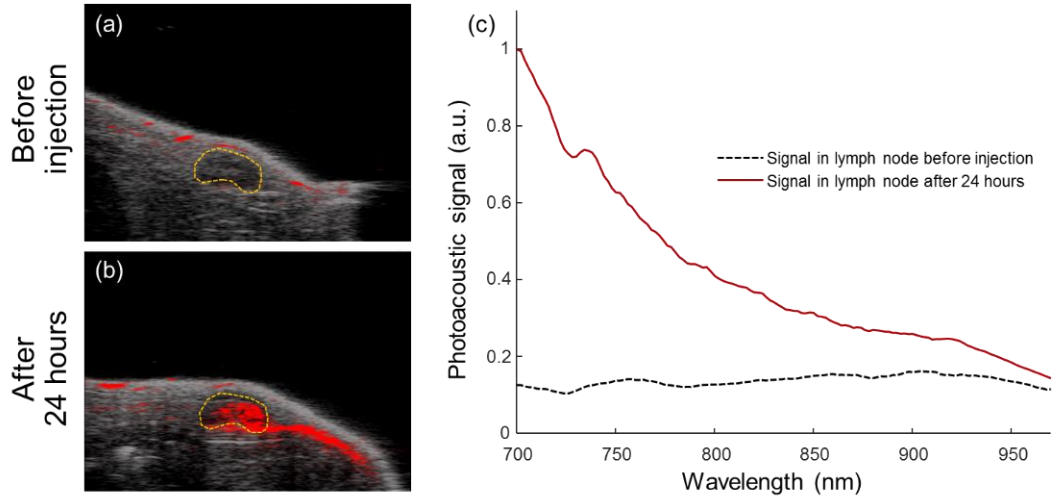 Before
injection
(a)
After
24 hours
(b)
(c)
Photoacoustic signal (a.u.)
1
0.8
0.6
0.4
0.2
0
Signal in lymph node before injection
Signal in lymph node after 24 hours
700
750
800
850
900
950
Wavelength (nm)